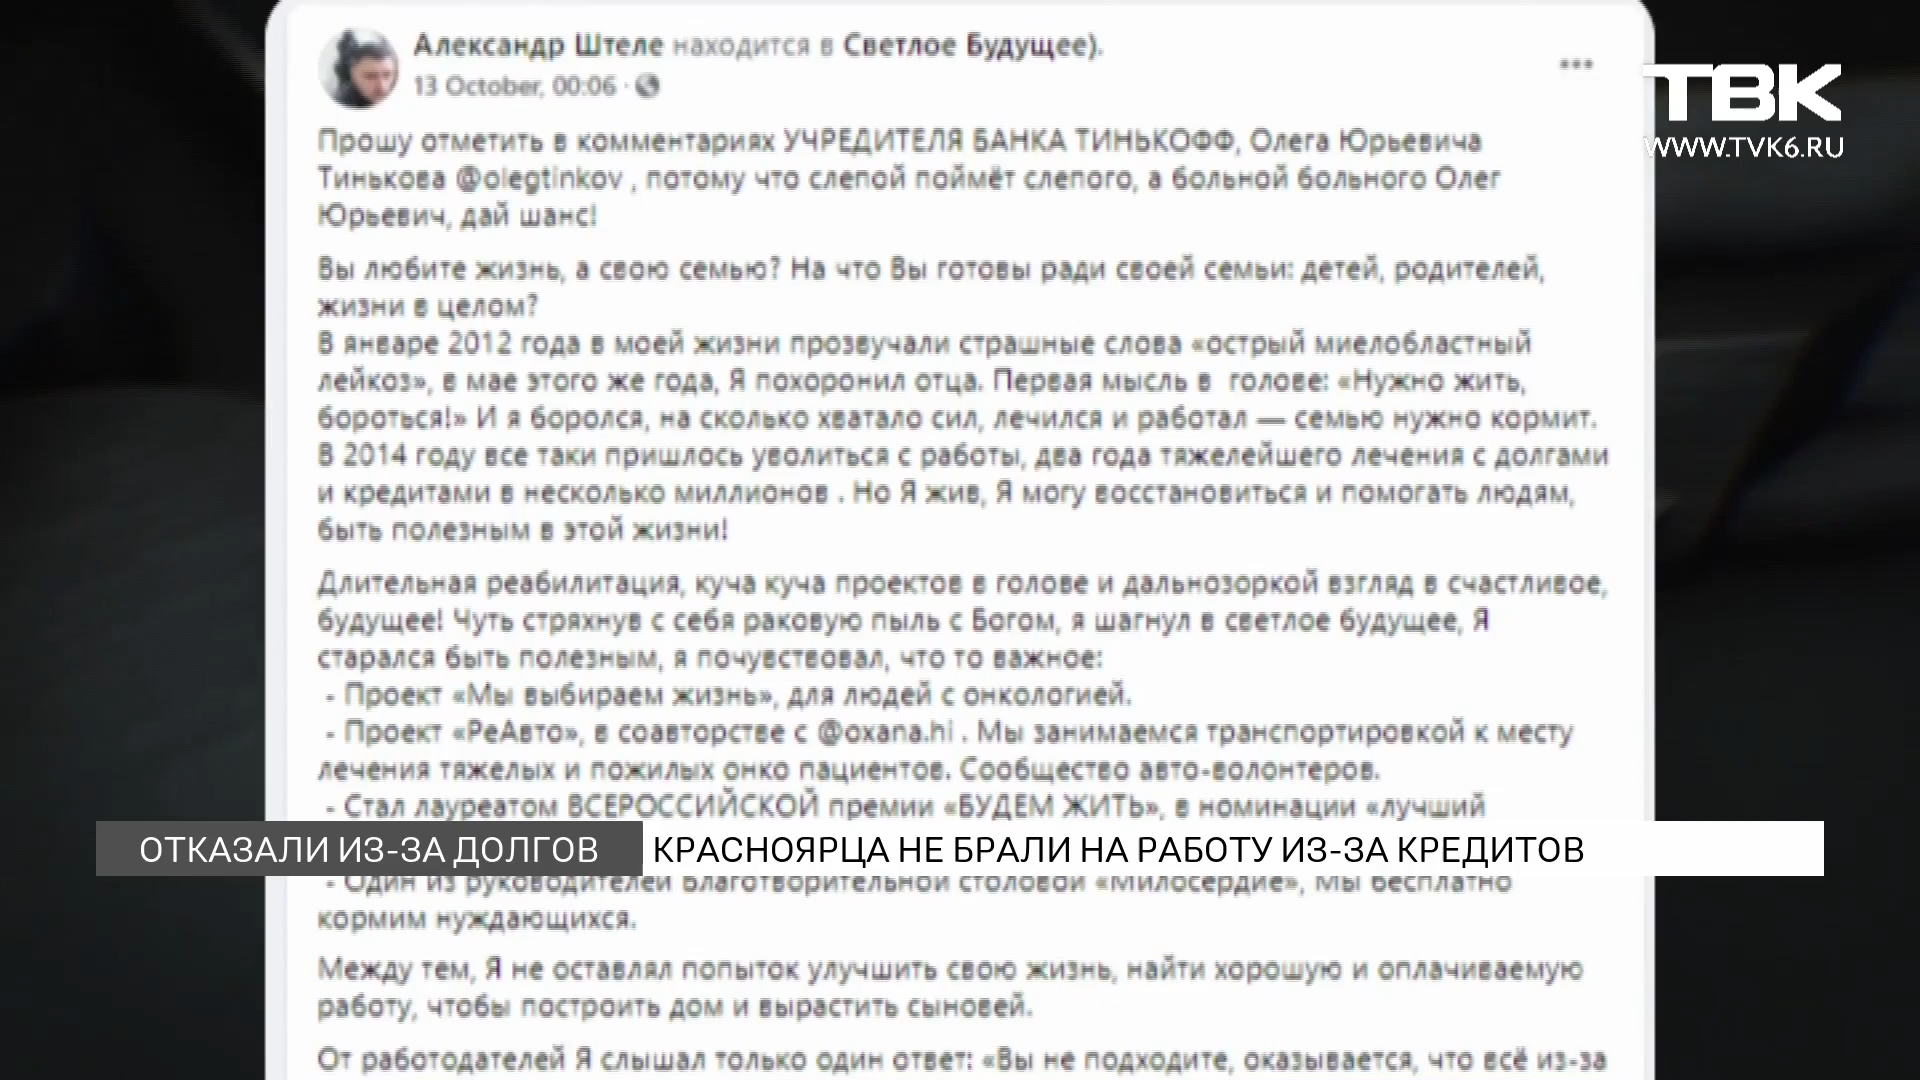 Александр Штеле находится в Светлое Будущее).
13 October, 00:06 ·
ТВК
WWW.TVK6.RU
Прошу отметить в комментариях УЧРЕДИТЕЛЯ БАНКА ТИНЬКОФФ, Олега Юрьевича
Тинькова @olegtinkov , потому что слепой поймёт слепого, а больной больного Олег
Юрьевич, дай шанс!
Вы любите жизнь, а свою семью? На что Вы готовы ради своей семьи: детей, родителей,
жизни в целом?
В январе 2012 года в моей жизни прозвучали страшные слова «острый миелобластный
лейкоз», в мае этого же года, Я похоронил отца. Первая мысль в голове: «Нужно жить,
бороться!» И я боролся, на сколько хватало сил, лечился и работал — семью нужно кормит.
В 2014 году все таки пришлось уволиться с работы, два года тяжелейшего лечения с долгами
и кредитами в несколько миллионов . Но Я жив, Я могу восстановиться и помогать людям,
быть полезным в этой жизни!
Длительная реабилитация, куча куча проектов в голове и дальнозоркой взгляд в счастливое,
будущее! Чуть стряхнув с себя раковую пыль с Богом, я шагнул в светлое будущее, Я
старался быть полезным, я почувствовал, что то важное:
- Проект «Мы выбираем жизнь», для людей с онкологией.
- Проект «РеАвто», в соавторстве с @oxana.hi . Мы занимаемся транспортировкой к месту
лечения тяжелых и пожилых онко пациентов. Сообщество авто-волонтеров.
- Стал лауреатом ВСЕРОССИЙСКОЙ премии «БУДЕМ ЖИТЬ», в номинации «лучший
ОТКАЗАЛИ ИЗ-ЗА ДОЛГОВ КРАСНОЯРЦА НЕ БРАЛИ НА РАБОТУ ИЗ-ЗА КРЕДИТОВ
- Один из руководителей Благотворительной столовой «Милосердие», Мы бесплатно
кормим нуждающихся.
Между тем, Я не оставлял попыток улучшить свою жизнь, найти хорошую и оплачиваемую
работу, чтобы построить дом и вырастить сыновей.
От работодателей Я слышал только один ответ: «Вы не подходите, оказывается, что всё из-за